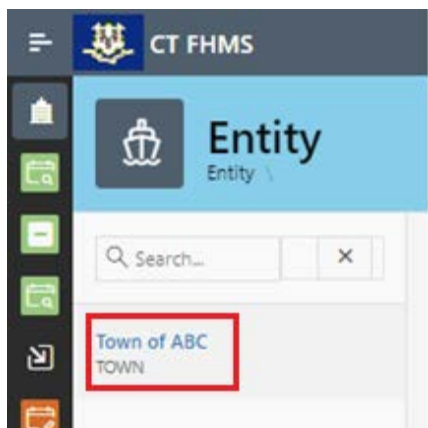 CT FHMS
Entity
Entity \
Search...
Town of ABC
TOWN